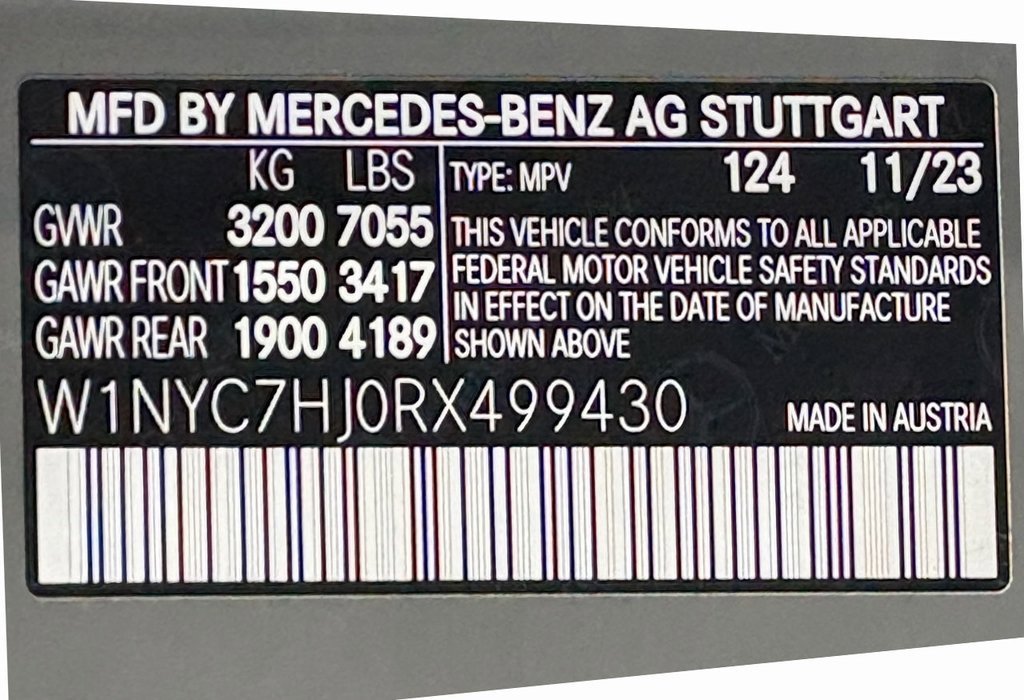 MFD BY MERCEDES-BENZ AG STUTTGART
KG LBS
GVWR 3200 7055
GAWR FRONT 1550 3417
GAWR REAR 1900 4189
TYPE: MPV 124 11/23
THIS VEHICLE CONFORMS TO ALL APPLICABLE
FEDERAL MOTOR VEHICLE SAFETY STANDARDS
IN EFFECT ON THE DATE OF MANUFACTURE
SHOWN ABOVE
W1NYC7HJ0RX499430
MADE IN AUSTRIA